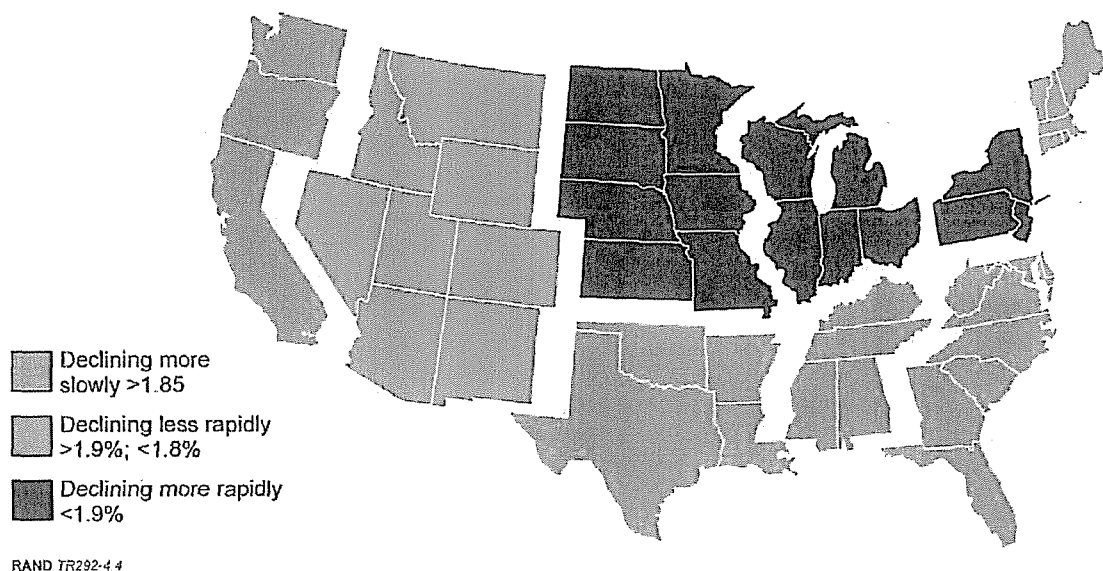 Declining more
slowly >1.85
Declining less rapidly
>1.9%; <1.8%
Declining more rapidly
<1.9%
RAND TR292-4.4